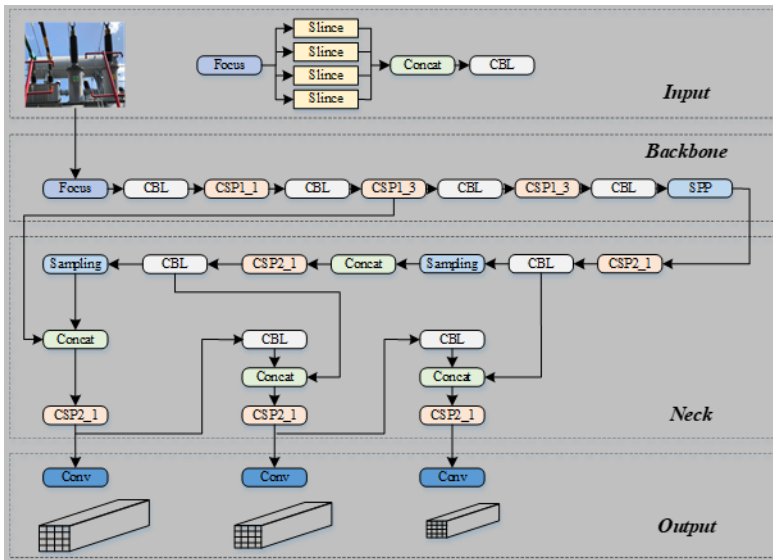 Slince
Slince
Focus Concat CBL
Slince
Slince
Input
Backbone
Focus CBL CSP1_1 CBL CSP1_3 CBL CSP1_3 CBL SPP
Sampling CBL CSP2_1 Concat Sampling CBL CSP2_1
Concat CBL CBL
Concat Concat
CSP2_1 CSP2_1 CSP2_1
Neck
Conv Conv Conv
Output